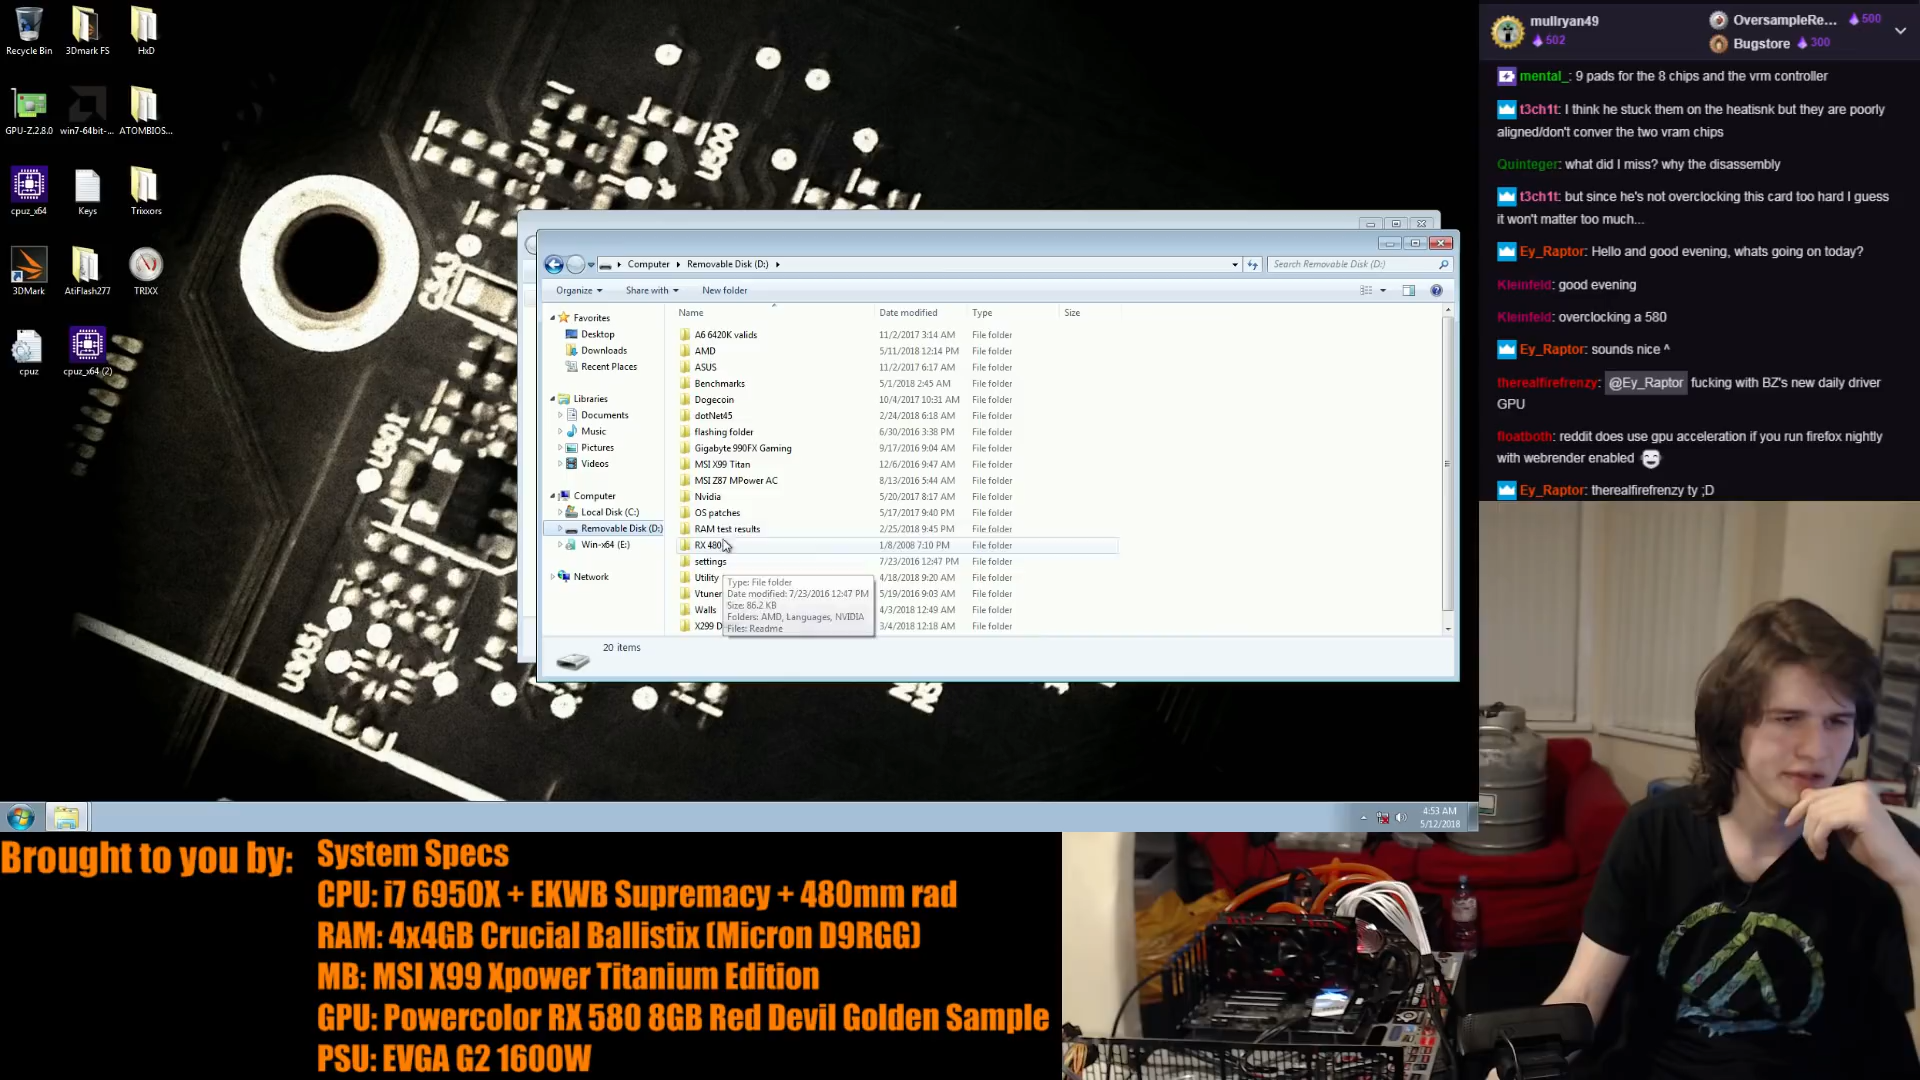 Recycle Bin
3Dmark FS
HxD
GPU-Z.2.8.0
win7-64bit-...
ATOMBIOS...
cpuz_x64
Keys
Trixxors
3DMark
AtiFlash277
TRIXX
cpuz
cpuz_x64 (2)
Computer
Removable Disk (D:)
Search Removable Disk (D:)
Organize
Share with
New folder
Favorites
Desktop
Downloads
Recent Places
Libraries
Documents
Music
Pictures
Videos
Computer
Local Disk (C:)
Removable Disk (D:)
Win-x64 (E:)
Network
Name Date modified Type Size
A6 6420K valids 11/2/2017 3:14 AM File folder
AMD 5/11/2018 12:14 PM File folder
ASUS 11/2/2017 6:17 AM File folder
Benchmarks 5/1/2018 2:45 AM File folder
Dogecoin 10/4/2017 10:31 AM File folder
dotNet45 2/24/2018 6:18 AM File folder
flashing folder 6/30/2016 3:38 PM File folder
Gigabyte 990FX Gaming 9/17/2016 9:04 AM File folder
MSI X99 Titan 12/6/2016 9:47 AM File folder
MSI Z87 MPower AC 8/13/2016 5:44 AM File folder
Nvidia 5/20/2017 8:17 AM File folder
OS patches 5/17/2017 9:40 PM File folder
RAM test results 2/25/2018 9:45 PM File folder
RX 480 1/8/2008 7:10 PM File folder
settings 7/23/2016 12:47 PM File folder
Utility 4/18/2018 9:20 AM File folder
Vtuner 5/19/2016 9:03 AM File folder
Walls 4/3/2018 12:49 AM File folder
X299 D 3/4/2018 12:18 AM File folder
Type: File folder
Date modified: 7/23/2016 12:47 PM
Size: 86.2 KB
Folders: AMD, Languages, NVIDIA
Files: Readme
20 items
4:53 AM
5/12/2018
mullryan49
502
OversampleRe... 500
Bugstore 300
mental_: 9 pads for the 8 chips and the vrm controller
t3ch1t: I think he stuck them on the heatisnk but they are poorly
aligned/don't conver the two vram chips
Quinteger: what did I miss? why the disassembly
t3ch1t: but since he's not overclocking this card too hard I guess
it won't matter too much...
Ey_Raptor: Hello and good evening, whats going on today?
Kleinfeld: good evening
Kleinfeld: overclocking a 580
Ey_Raptor: sounds nice ^
therealfirefrenzy: @Ey_Raptor fucking with BZ's new daily driver
GPU
floatboth: reddit does use gpu acceleration if you run firefox nightly
with webrender enabled
Ey_Raptor: therealfirefrenzy ty ;D
Brought to you by:
System Specs
CPU: i7 6950X + EKWB Supremacy + 480mm rad
RAM: 4x4GB Crucial Ballistix (Micron D9RGG)
MB: MSI X99 Xpower Titanium Edition
GPU: Powercolor RX 580 8GB Red Devil Golden Sample
PSU: EVGA G2 1600W